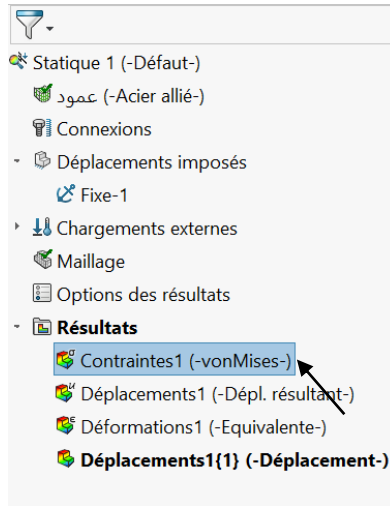 Statique 1 (-Défaut-)
عمود (-Acier allié-)
Connexions
Déplacements imposés
Fixe-1
Chargements externes
Maillage
Options des résultats
Résultats
Contraintes1 (-vonMises-)
Déplacements1 (-Dépl. résultant-)
Déformations1 (-Equivalente-)
Déplacements1{1} (-Déplacement-)